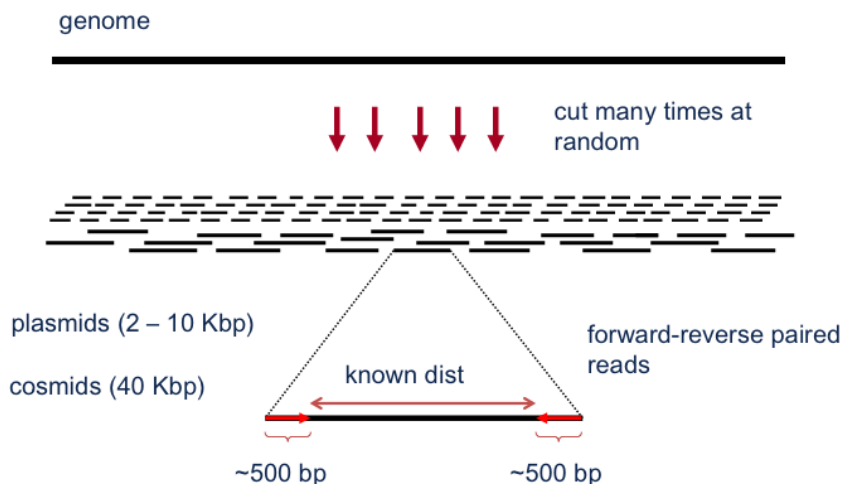 genome
cut many times at
random
plasmids (2 – 10 Kbp)
forward-reverse paired
reads
cosmids (40 Kbp)
known dist
~500 bp
~500 bp